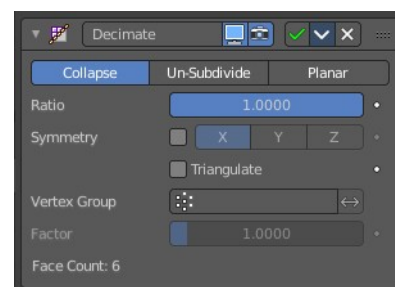 Decimate
Collapse Un-Subdivide Planar
Ratio 1.0000
Symmetry X Y Z
Triangulate
Vertex Group
Factor 1.0000
Face Count: 6